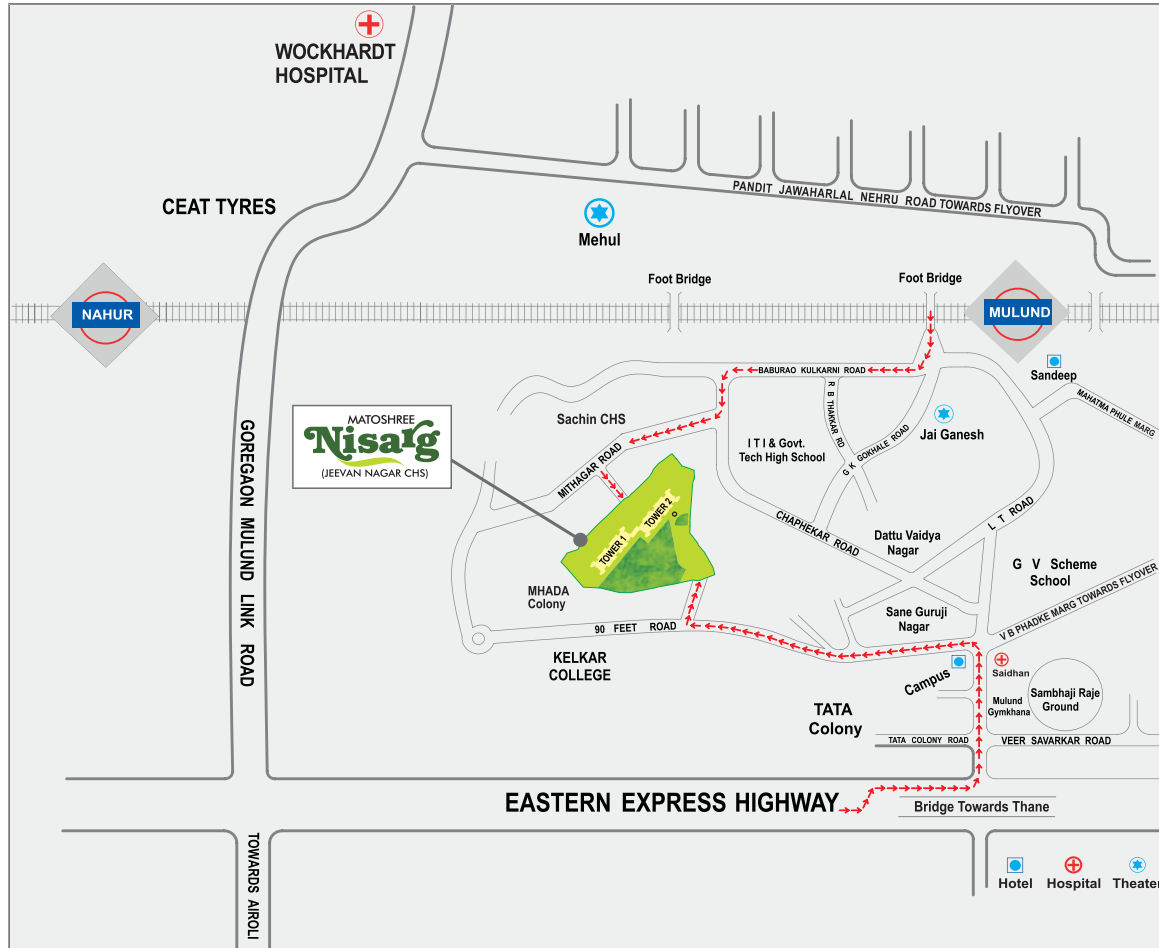 WOCKHARDT
HOSPITAL
CEAT TYRES
PANDIT JAWAHARLAL NEHRU ROAD TOWARDS FLYOVER
Mehul
Foot Bridge
Foot Bridge
NAHUR
MULUND
Sandeep
MAHATMA PHULE MARG
BABURAO KULKARNI ROAD
R B THAKKAR RD
G K GOKHALE ROAD
Jai Ganesh
Sachin CHS
MATOSHREE
Nisarg
(JEEVAN NAGAR CHS)
I T I & Govt.
Tech High School
MITHAGAR ROAD
GOREGAON MULUND LINK ROAD
TOWER 1
TOWER 2
CHAPHEKAR ROAD
L T ROAD
Dattu Vaidya
Nagar
G V Scheme
School
MHADA
Colony
Sane Guruji
Nagar
V B PHADKE MARG TOWARDS FLYOVER
90 FEET ROAD
KELKAR
COLLEGE
Campus
Saidhan
Mulund
Gymkhana
Sambhaji Raje
Ground
TATA
Colony
TATA COLONY ROAD
VEER SAVARKAR ROAD
EASTERN EXPRESS HIGHWAY
Bridge Towards Thane
TOWARDS AIROLI
Hotel
Hospital
Theater